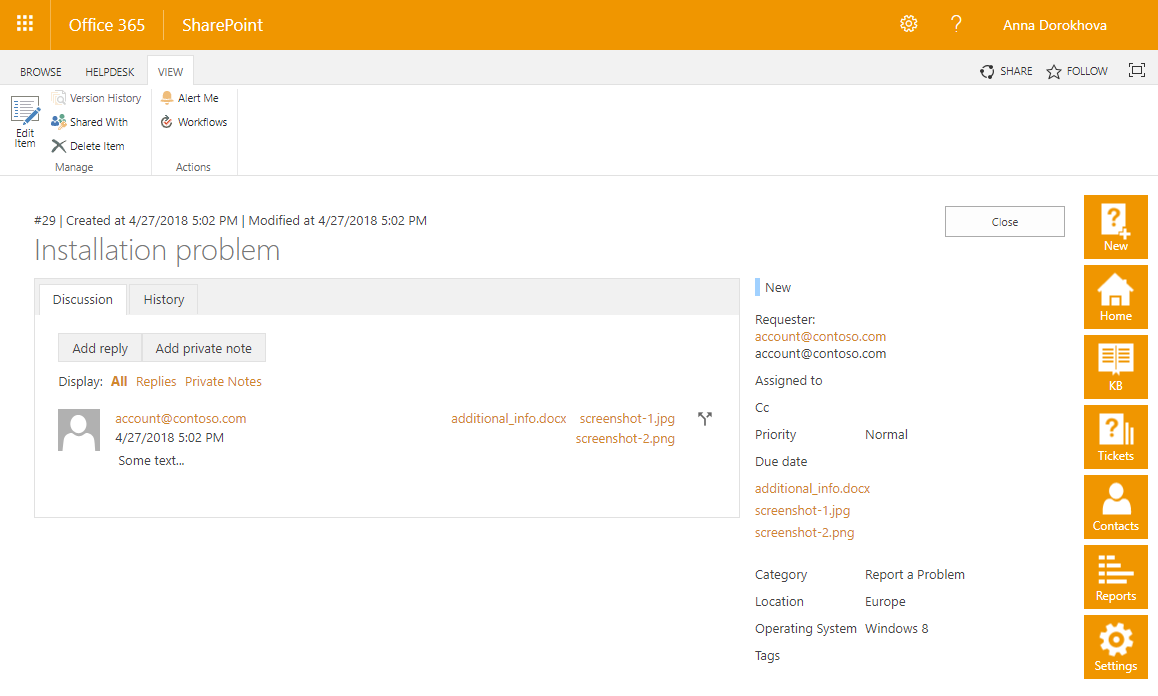 Office 365 SharePoint ? Anna Dorokhova
BROWSE HELPDESK VIEW SHARE FOLLOW
Edit Item
Version History
Shared With
Delete Item
Manage
Alert Me
Workflows
Actions
#29 | Created at 4/27/2018 5:02 PM | Modified at 4/27/2018 5:02 PM
Installation problem
Close
Discussion History
Add reply Add private note
Display: All Replies Private Notes
account@contoso.com
4/27/2018 5:02 PM
Some text...
additional_info.docx screenshot-1.jpg
screenshot-2.png
New
Requester:
account@contoso.com
account@contoso.com
Assigned to
Cc
Priority Normal
Due date
additional_info.docx
screenshot-1.jpg
screenshot-2.png
Category Report a Problem
Location Europe
Operating System Windows 8
Tags
New
Home
KB
Tickets
Contacts
Reports
Settings